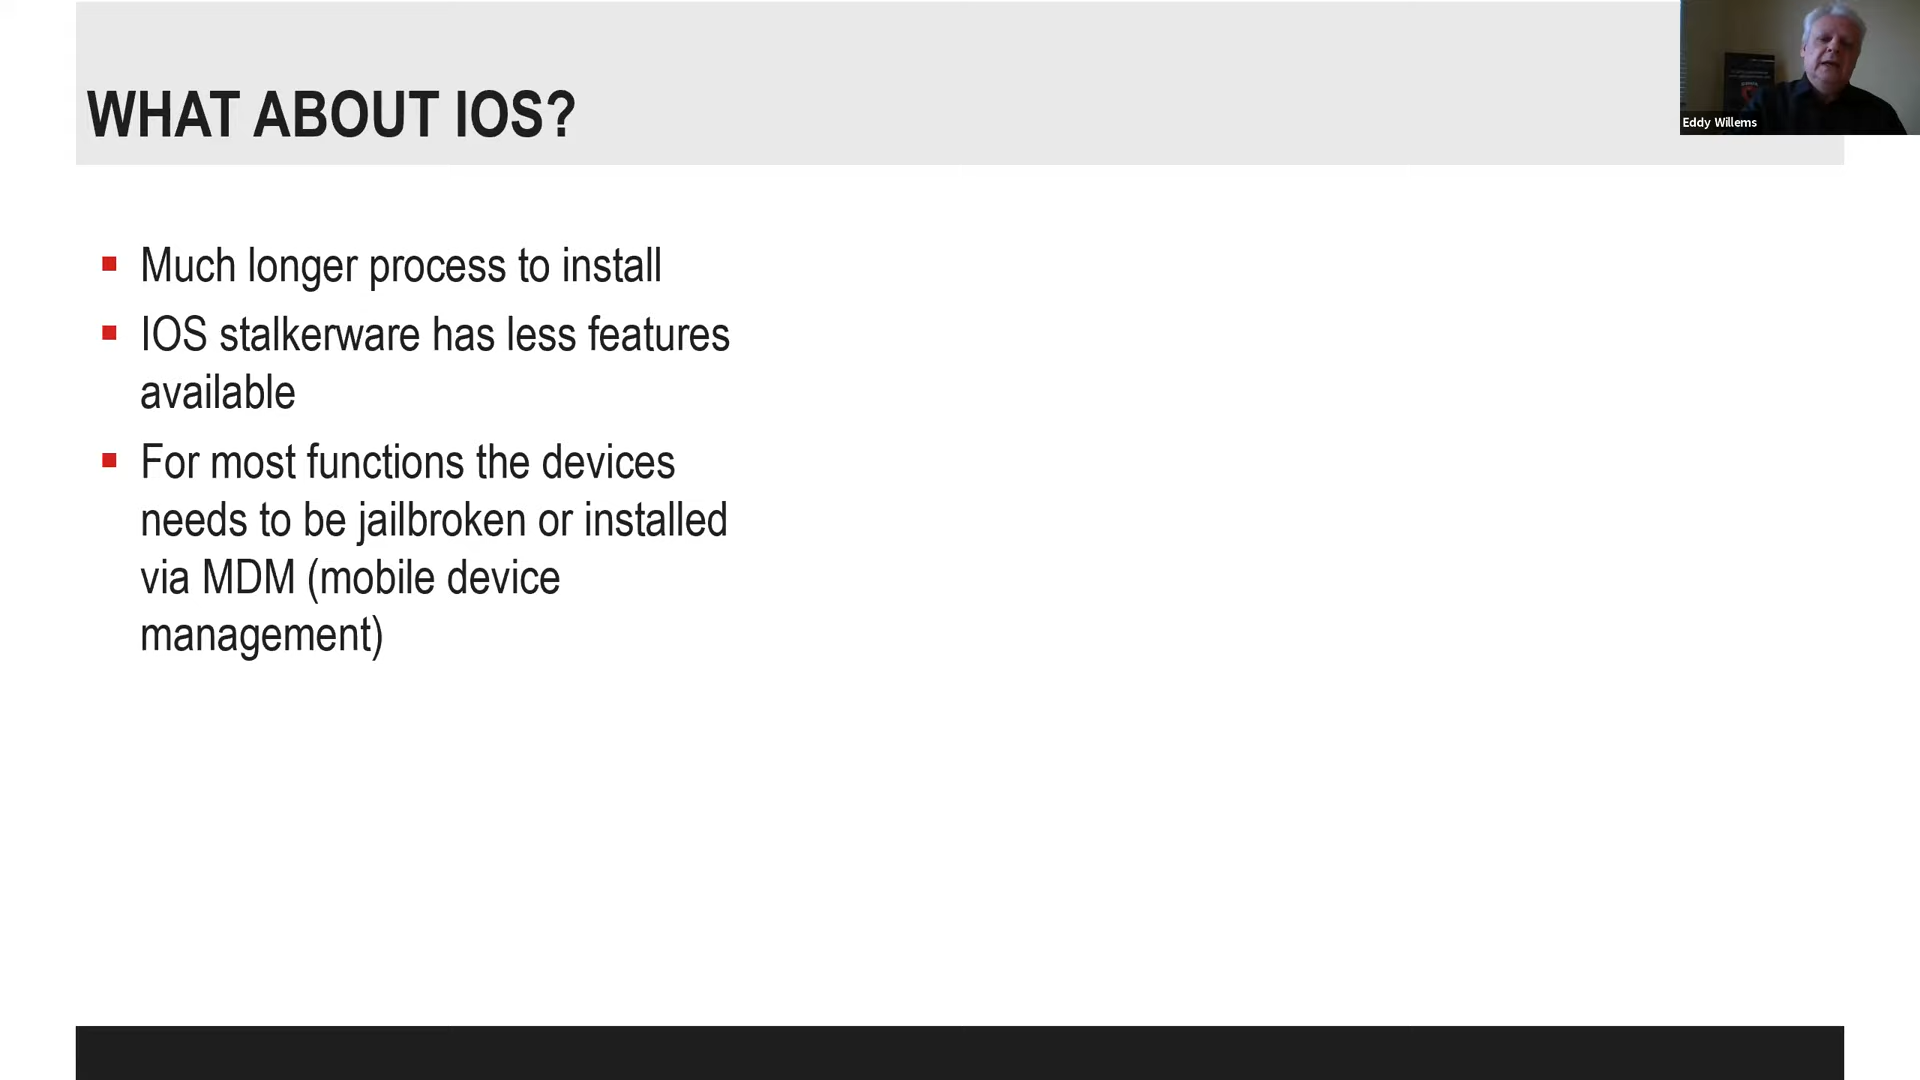 WHAT ABOUT IOS?
Eddy Willems
Much longer process to install
IOS stalkerware has less features
available
For most functions the devices
needs to be jailbroken or installed
via MDM (mobile device
management)